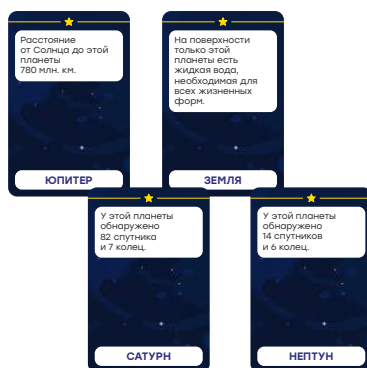 Расстояние
от Солнца до этой
планеты
780 млн. км.
ЮПИТЕР
На поверхности
только этой
планеты есть
жидкая вода,
необходимая для
всех жизненных
форм.
ЗЕМЛЯ
У этой планеты
обнаружено
82 спутника
и 7 колец.
САТУРН
У этой планеты
обнаружено
14 спутников
и 6 колец.
НЕПТУН